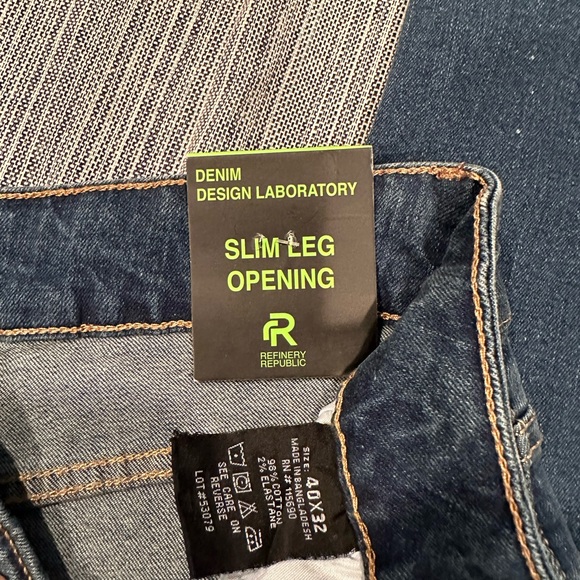 DENIM
DESIGN LABORATORY
SLIM LEG
OPENING
R
REFINERY
REPUBLIC
SIZE: 40X32
MADE IN BANGLADESH
RN# 115690
98% COTTON
2% ELASTANE
SEE CARE ON
REVERSE
LOT#53079